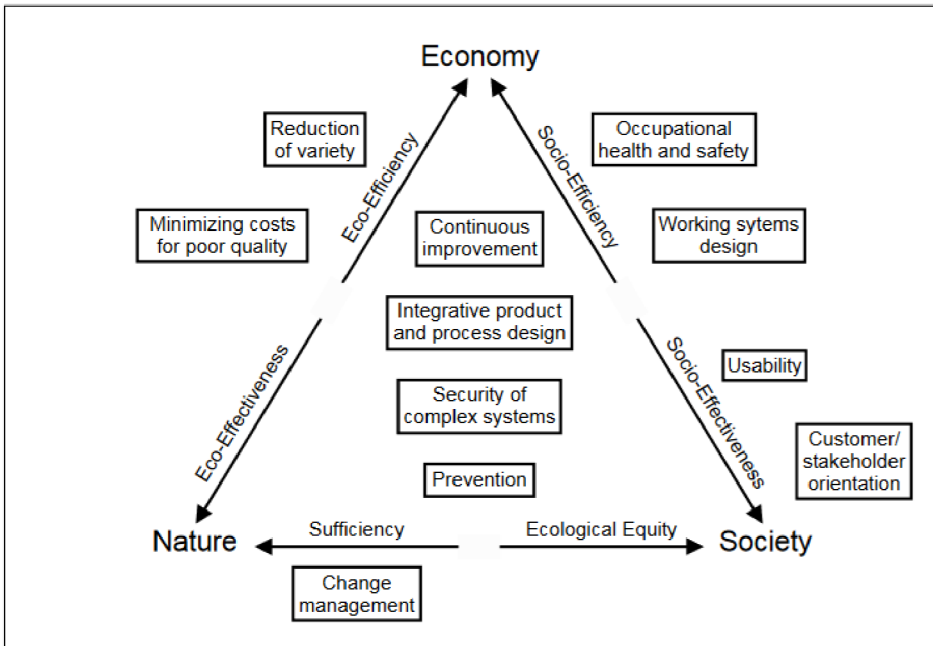 Economy
Reduction
of variety
Occupational
health and safety
Eco-Efficiency
Socio-Efficiency
Minimizing costs
for poor quality
Continuous
improvement
Working sytems
design
Integrative product
and process design
Eco-Effectiveness
Socio-Effectiveness
Usability
Security of
complex systems
Customer/
stakeholder
orientation
Prevention
Nature
Sufficiency
Ecological Equity
Society
Change
management